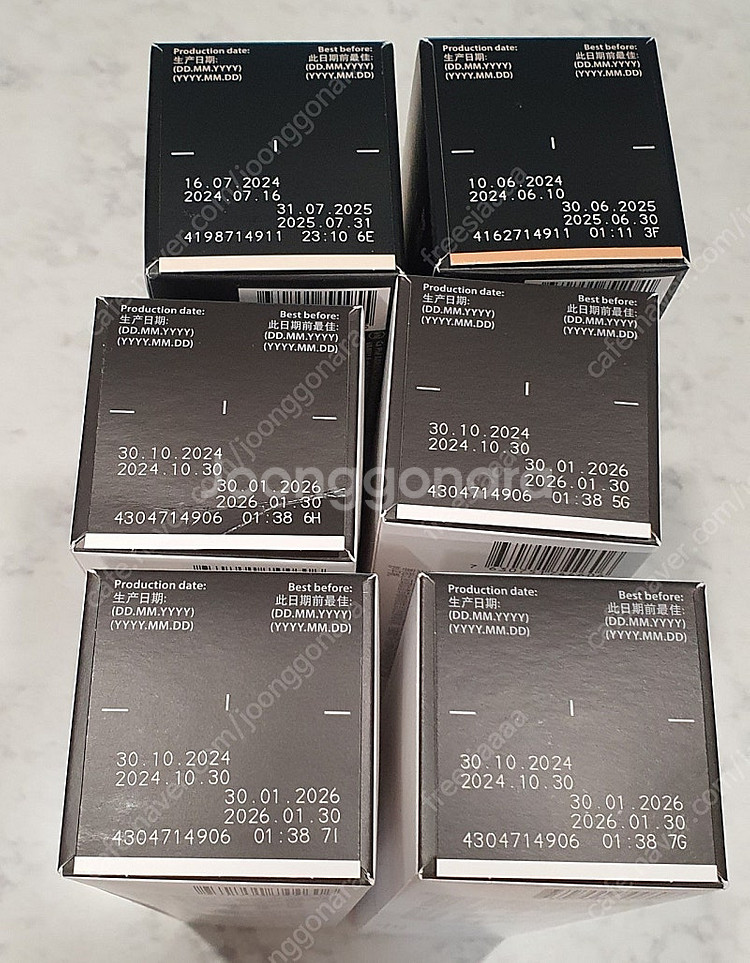 Production date:
生产日期:
(DD.MM.YYYY)
(YYYY.MM.DD)
Best before:
此日期前最佳:
(DD.MM.YYYY)
(YYYY.MM.DD)
16.07.2024
2024.07.16
31.07.2025
2025.07.31
4198714911 23:10 6E
Production date:
生产日期:
(DD.MM.YYYY)
(YYYY.MM.DD)
Best before:
此日期前最佳:
(DD.MM.YYYY)
(YYYY.MM.DD)
10.06.2024
2024.06.10
30.06.2025
2025.06.30
4162714911 01:11 3F
Production date:
生产日期:
(DD.MM.YYYY)
(YYYY.MM.DD)
Best before:
此日期前最佳:
(DD.MM.YYYY)
(YYYY.MM.DD)
30.10.2024
2024.10.30
30.01.2026
2026.01.30
4304714906 01:38 6H
Production date:
生产日期:
(DD.MM.YYYY)
(YYYY.MM.DD)
Best before:
此日期前最佳:
(DD.MM.YYYY)
(YYYY.MM.DD)
30.10.2024
2024.10.30
30.01.2026
2026.01.30
4304714906 01:38 5G
Production date:
生产日期:
(DD.MM.YYYY)
(YYYY.MM.DD)
Best before:
此日期前最佳:
(DD.MM.YYYY)
(YYYY.MM.DD)
30.10.2024
2024.10.30
30.01.2026
2026.01.30
4304714906 01:38 7I
Production date:
生产日期:
(DD.MM.YYYY)
(YYYY.MM.DD)
Best before:
此日期前最佳:
(DD.MM.YYYY)
(YYYY.MM.DD)
30.10.2024
2024.10.30
30.01.2026
2026.01.30
4304714906 01:38 7G
joonggonara
cafe.naver.com/joonggonara
freesiaaaaa